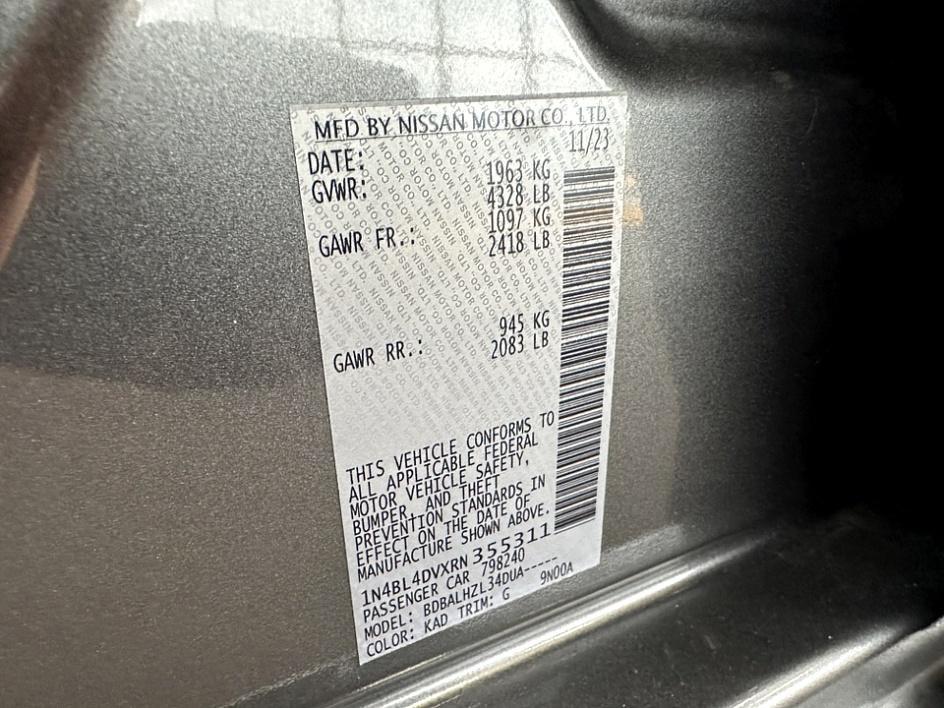 MFD BY NISSAN MOTOR CO., LTD.
DATE: 11/23
GVWR: 1963 KG
4328 LB
GAWR FR.: 1097 KG
2418 LB
GAWR RR.: 945 KG
2083 LB
THIS VEHICLE CONFORMS TO
ALL APPLICABLE FEDERAL
MOTOR VEHICLE SAFETY,
BUMPER, AND THEFT
PREVENTION STANDARDS IN
EFFECT ON THE DATE OF
MANUFACTURE SHOWN ABOVE.
1N4BL4DVXRN355311
PASSENGER CAR 798240
MODEL: BDBALHZL34DUA-----
COLOR: KAD TRIM: G 9N00A